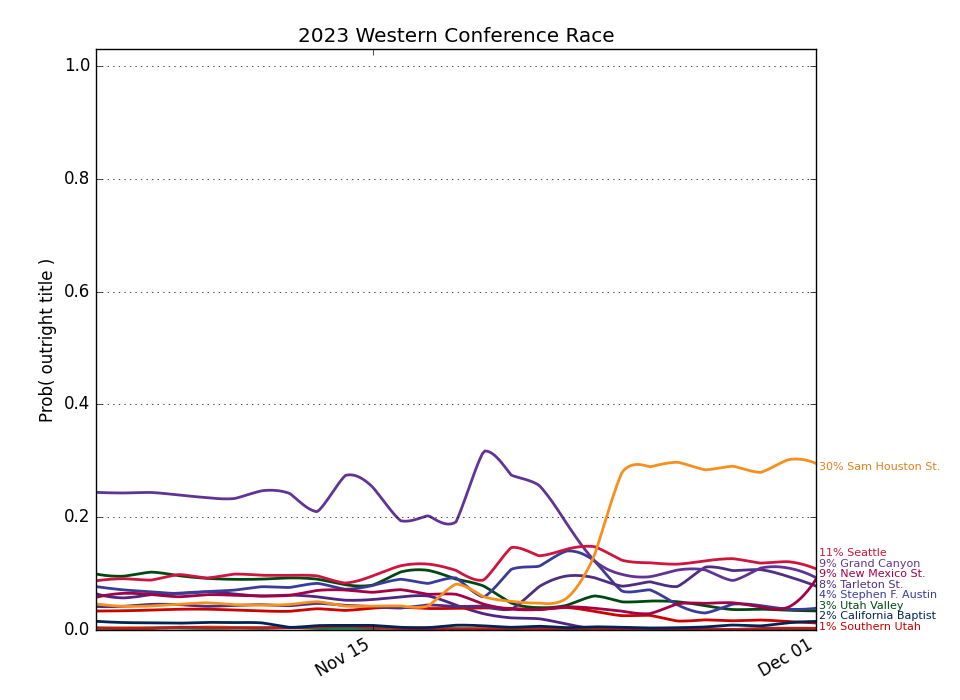 2023 Western Conference Race
Prob( outright title )
1.0
0.8
0.6
0.4
0.2
0.0
Nov 15
Dec 01
30% Sam Houston St.
11% Seattle
9% Grand Canyon
9% New Mexico St.
8% Tarleton St.
4% Stephen F. Austin
3% Utah Valley
2% California Baptist
1% Southern Utah